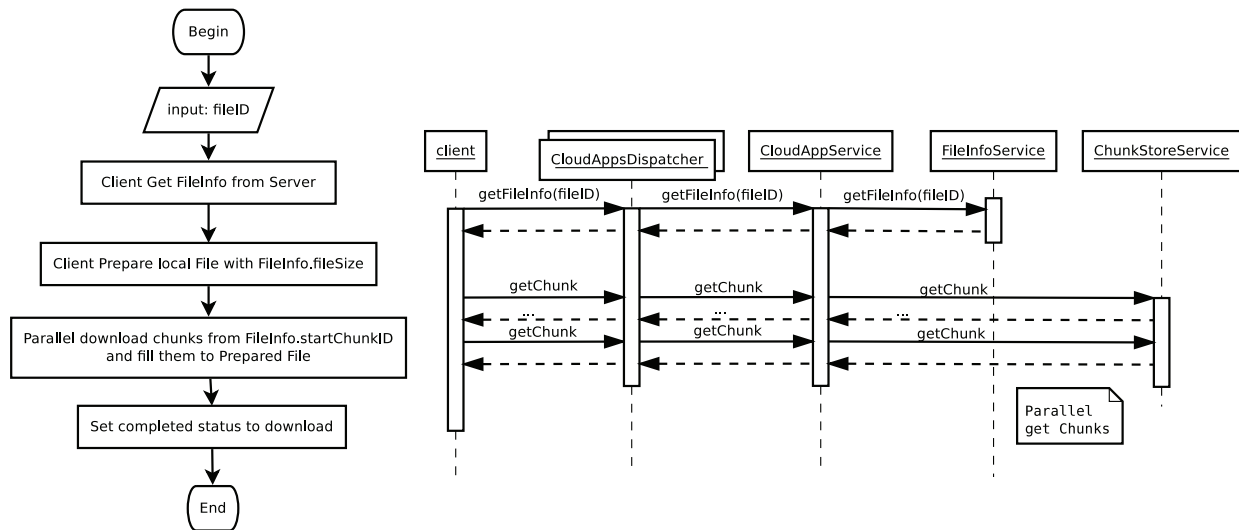 Begin
input: fileID
Client Get FileInfo from Server
Client Prepare local File with FileInfo.fileSize
Parallel download chunks from FileInfo.startChunkID
and fill them to Prepared File
Set completed status to download
End
client
CloudAppsDispatcher
CloudAppService
FileInfoService
ChunkStoreService
getFileInfo(fileID)
getFileInfo(fileID)
getFileInfo(fileID)
getChunk
getChunk
getChunk
...
...
...
getChunk
getChunk
getChunk
Parallel
get Chunks